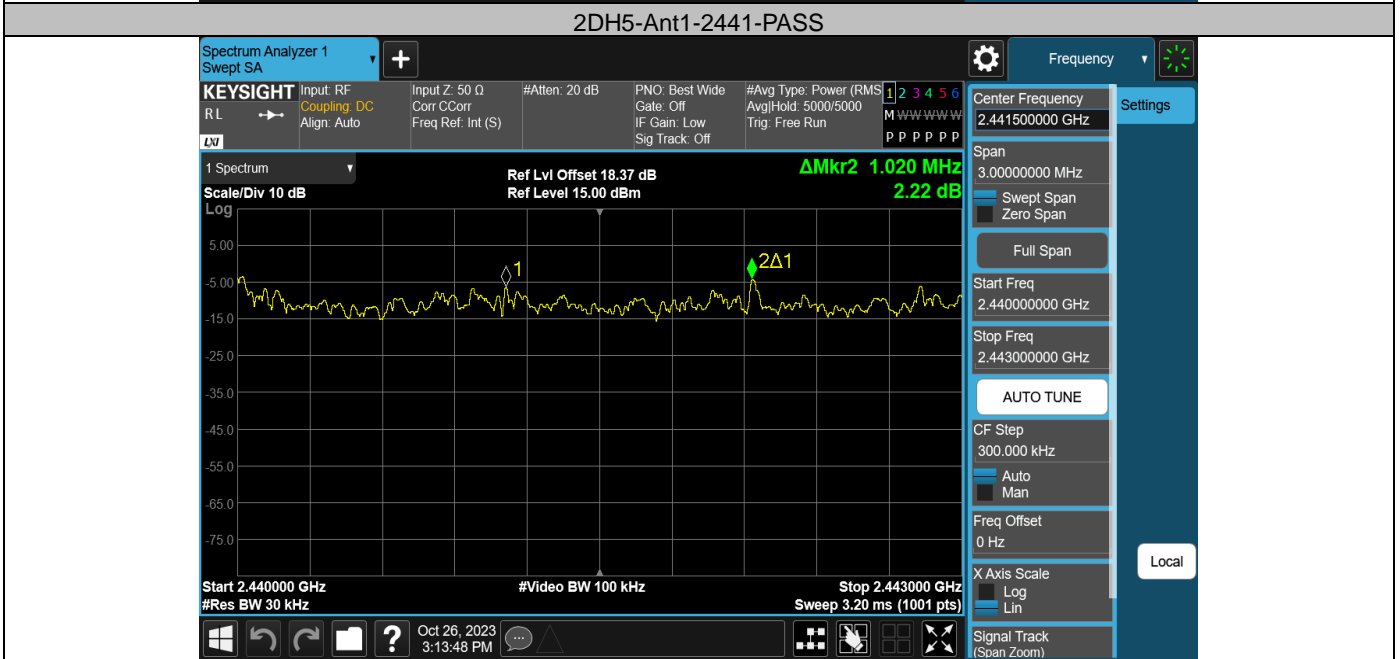 2DH5-Ant1-2441-PASS
Spectrum Analyzer 1
Swept SA
+
Frequency
KEYSIGHT
RL
LXI
Input: RF
Coupling: DC
Align: Auto
Input Z: 50 Ω
Corr CCorr
Freq Ref: Int (S)
#Atten: 20 dB
PNO: Best Wide
Gate: Off
IF Gain: Low
Sig Track: Off
#Avg Type: Power (RMS
Avg|Hold: 5000/5000
Trig: Free Run
1 2 3 4 5 6
M W W W W W
P P P P P P
Center Frequency
2.441500000 GHz
Settings
Span
3.00000000 MHz
Swept Span
Zero Span
Full Span
Start Freq
2.440000000 GHz
Stop Freq
2.443000000 GHz
AUTO TUNE
CF Step
300.000 kHz
Auto
Man
Freq Offset
0 Hz
X Axis Scale
Log
Lin
Signal Track
(Span Zoom)
Local
1 Spectrum
Scale/Div 10 dB
Ref Lvl Offset 18.37 dB
Ref Level 15.00 dBm
ΔMkr2 1.020 MHz
2.22 dB
Log
5.00
-5.00
-15.0
-25.0
-35.0
-45.0
-55.0
-65.0
-75.0
1
2Δ1
Start 2.440000 GHz
#Res BW 30 kHz
#Video BW 100 kHz
Stop 2.443000 GHz
Sweep 3.20 ms (1001 pts)
?
Oct 26, 2023
3:13:48 PM